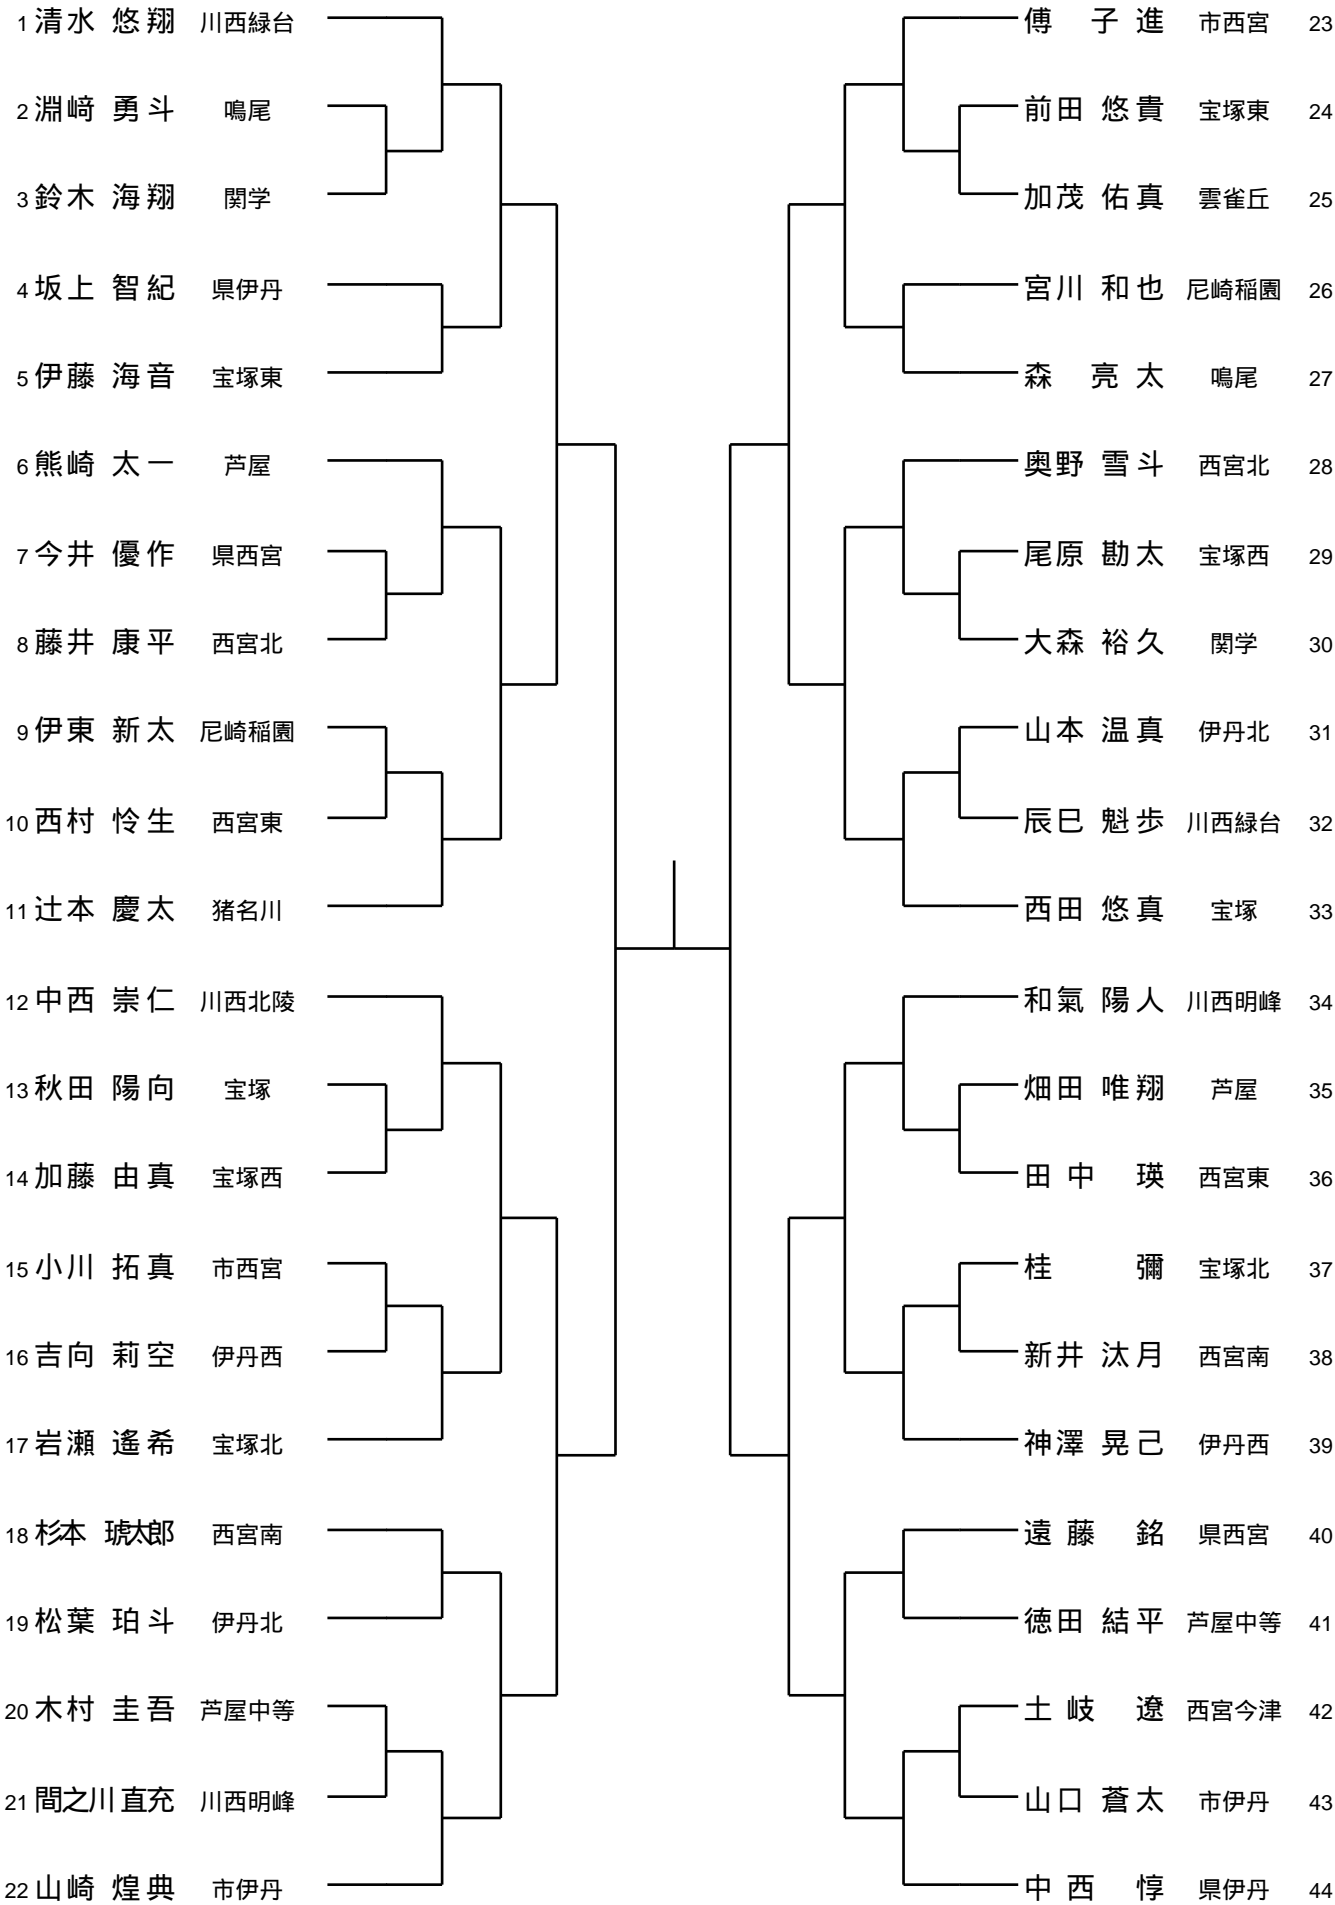 1 清水 悠翔 川西緑台
2 淵﨑 勇斗 鳴尾
3 鈴木 海翔 関学
4 坂上 智紀 県伊丹
5 伊藤 海音 宝塚東
6 熊崎 太一 芦屋
7 今井 優作 県西宮
8 藤井 康平 西宮北
9 伊東 新太 尼崎稲園
10 西村 怜生 西宮東
11 辻本 慶太 猪名川
12 中西 崇仁 川西北陵
13 秋田 陽向 宝塚
14 加藤 由真 宝塚西
15 小川 拓真 市西宮
16 吉向 莉空 伊丹西
17 岩瀬 遙希 宝塚北
18 杉本 琥太郎 西宮南
19 松葉 珀斗 伊丹北
20 木村 圭吾 芦屋中等
21 間之川 直充 川西明峰
22 山崎 煌典 市伊丹
傅 子進 市西宮 23
前田 悠貴 宝塚東 24
加茂 佑真 雲雀丘 25
宮川 和也 尼崎稲園 26
森 亮太 鳴尾 27
奥野 雪斗 西宮北 28
尾原 勘太 宝塚西 29
大森 裕久 関学 30
山本 温真 伊丹北 31
辰巳 魁歩 川西緑台 32
西田 悠真 宝塚 33
和氣 陽人 川西明峰 34
畑田 唯翔 芦屋 35
田中 瑛 西宮東 36
桂 彌 宝塚北 37
新井 汰月 西宮南 38
神澤 晃己 伊丹西 39
遠藤 銘 県西宮 40
徳田 結平 芦屋中等 41
土岐 遼 西宮今津 42
山口 蒼太 市伊丹 43
中西 惇 県伊丹 44